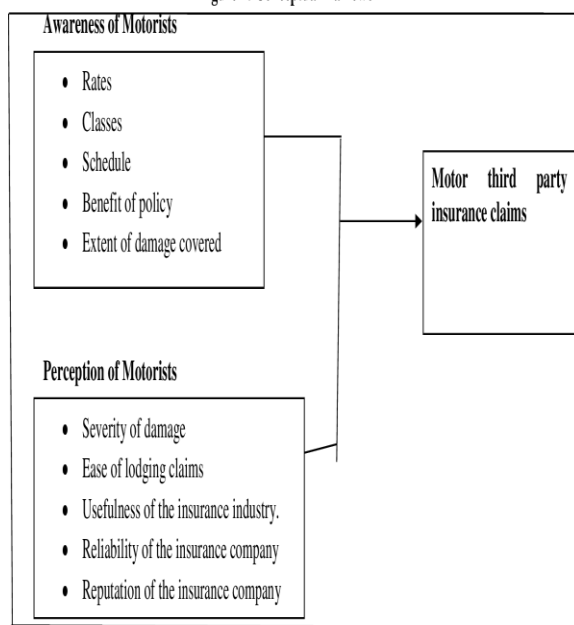 Awareness of Motorists
• Rates
• Classes
• Schedule
• Benefit of policy
• Extent of damage covered
Motor third party
insurance claims
Perception of Motorists
• Severity of damage
• Ease of lodging claims
• Usefulness of the insurance industry.
• Reliability of the insurance company
• Reputation of the insurance company